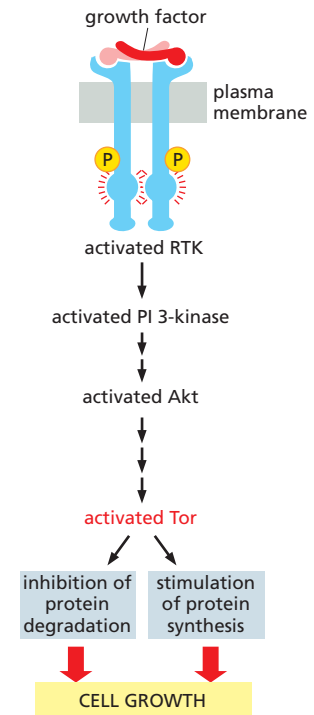 growth factor
plasma
membrane
P
P
activated RTK
activated PI 3-kinase
activated Akt
activated Tor
inhibition of
protein
degradation
stimulation
of protein
synthesis
CELL GROWTH